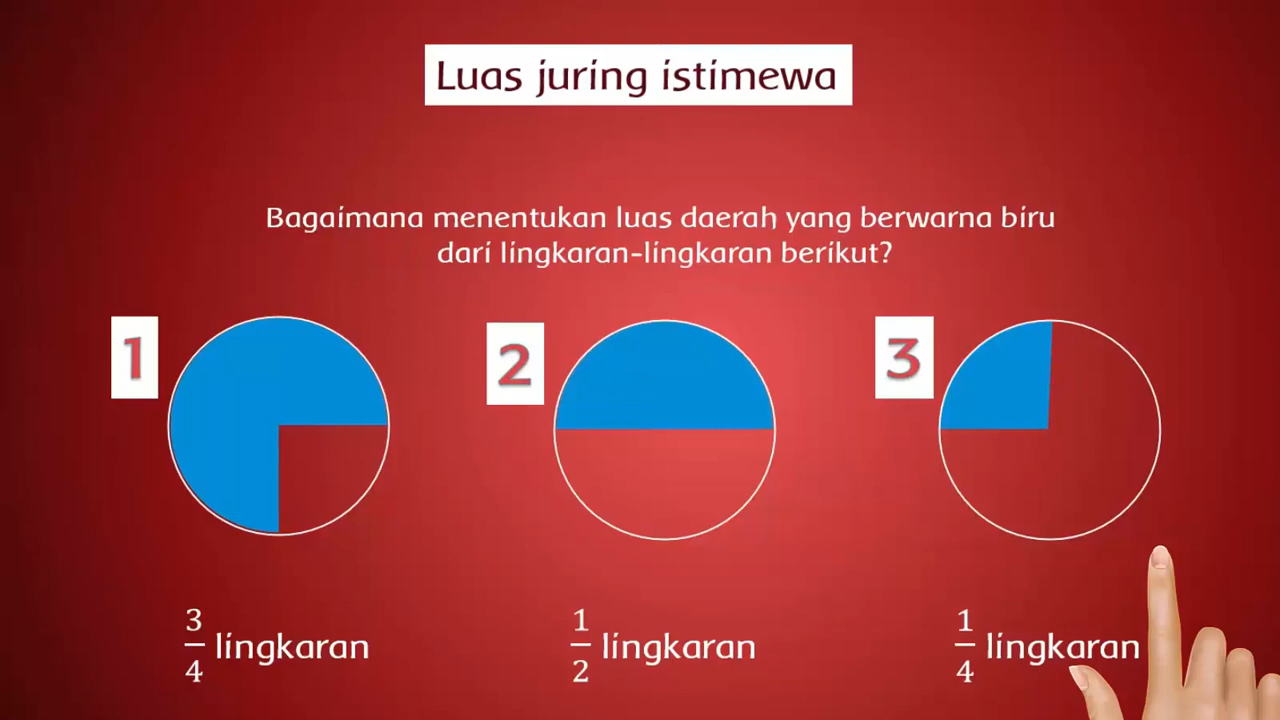 Luas juring istimewa
Bagaimana menentukan luas daerah yang berwarna biru
dari lingkaran-lingkaran berikut?
1
2
3
3/4 lingkaran
1/2 lingkaran
1/4 lingkaran